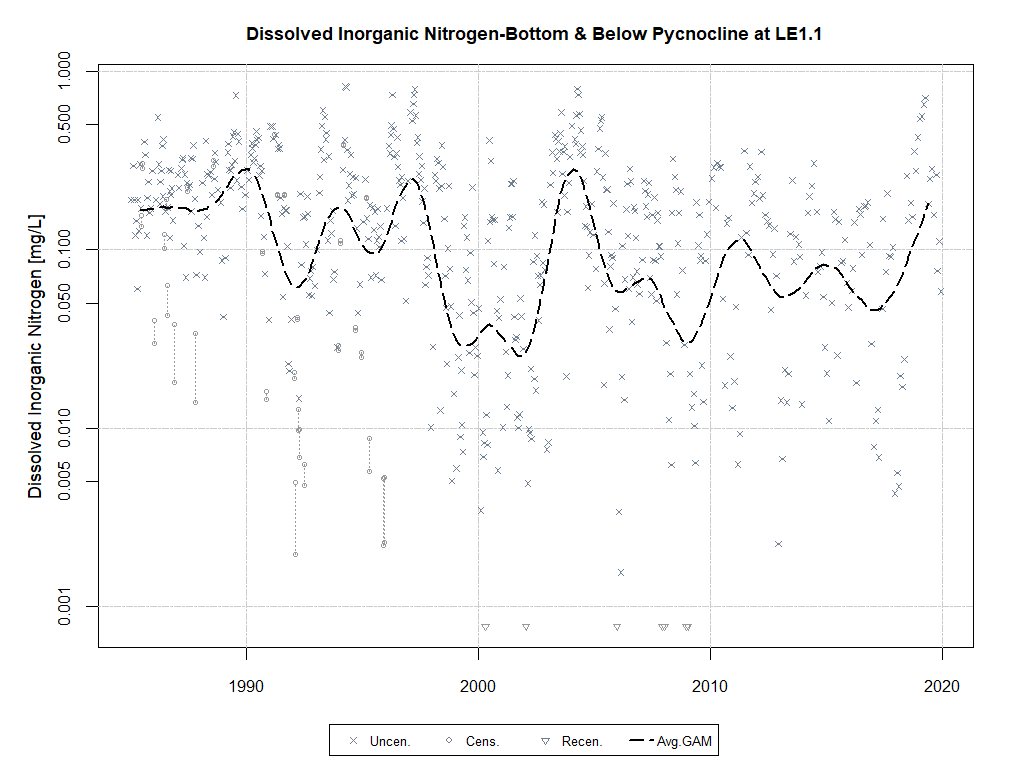 Dissolved Inorganic Nitrogen-Bottom & Below Pycnocline at LE1.1
Dissolved Inorganic Nitrogen [mg/L]
1.000
0.500
0.100
0.050
0.010
0.005
0.001
1990
2000
2010
2020
Uncen.
Cens.
Recen.
Avg.GAM